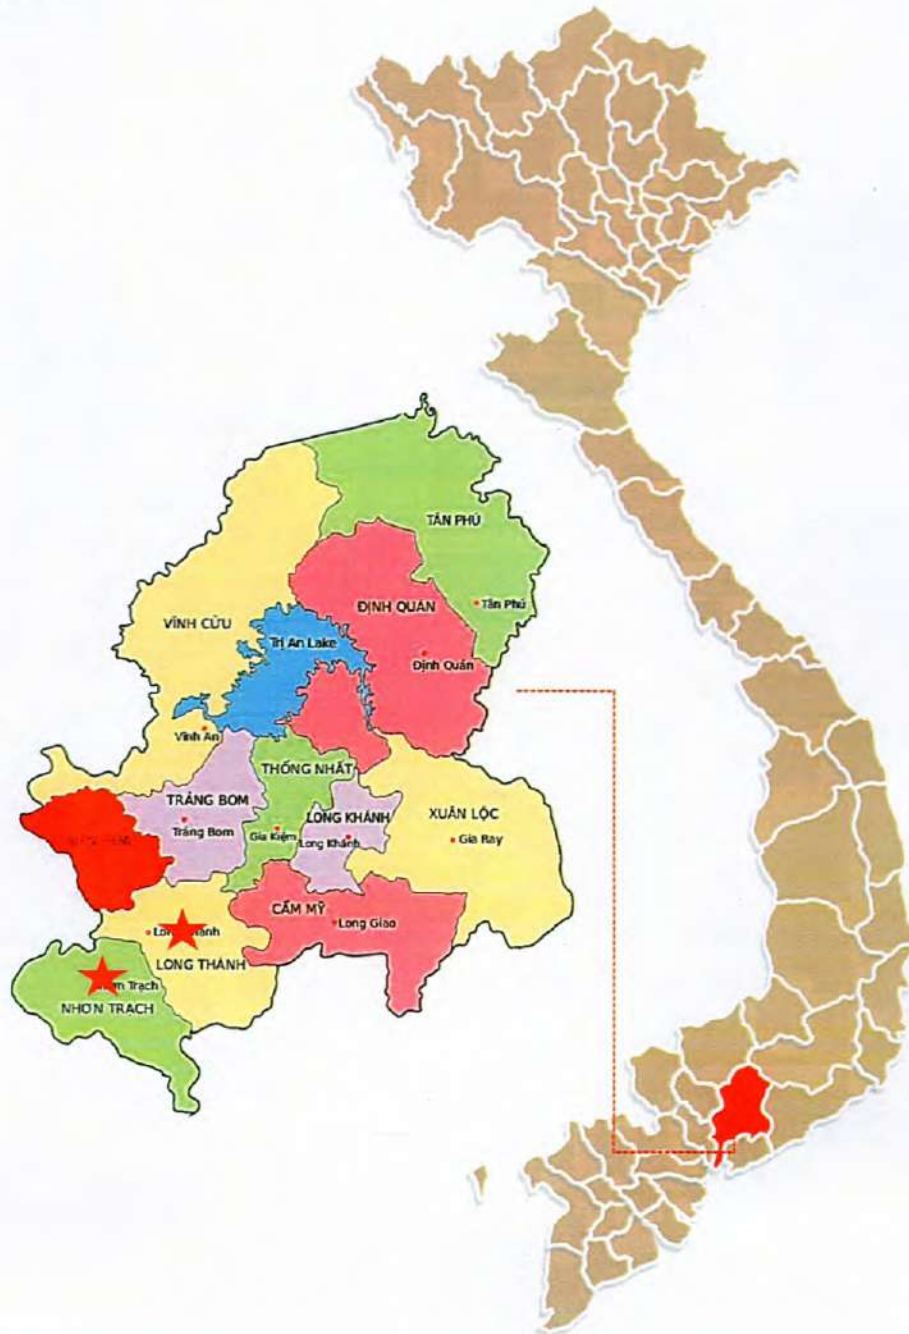 TÂN PHÚ
Tân Phú
ĐỊNH QUÁN
VĨNH CỬU
Trị An Lake
Định Quán
Vĩnh An
THỐNG NHẤT
TRẢNG BOM
LONG KHÁNH
XUÂN LỘC
Trảng Bom
Gia Kiệm
Long Khánh
Gia Ray
CẨM MỸ
Long Giao
LONG THÀNH
Trạch
NHƠN TRẠCH